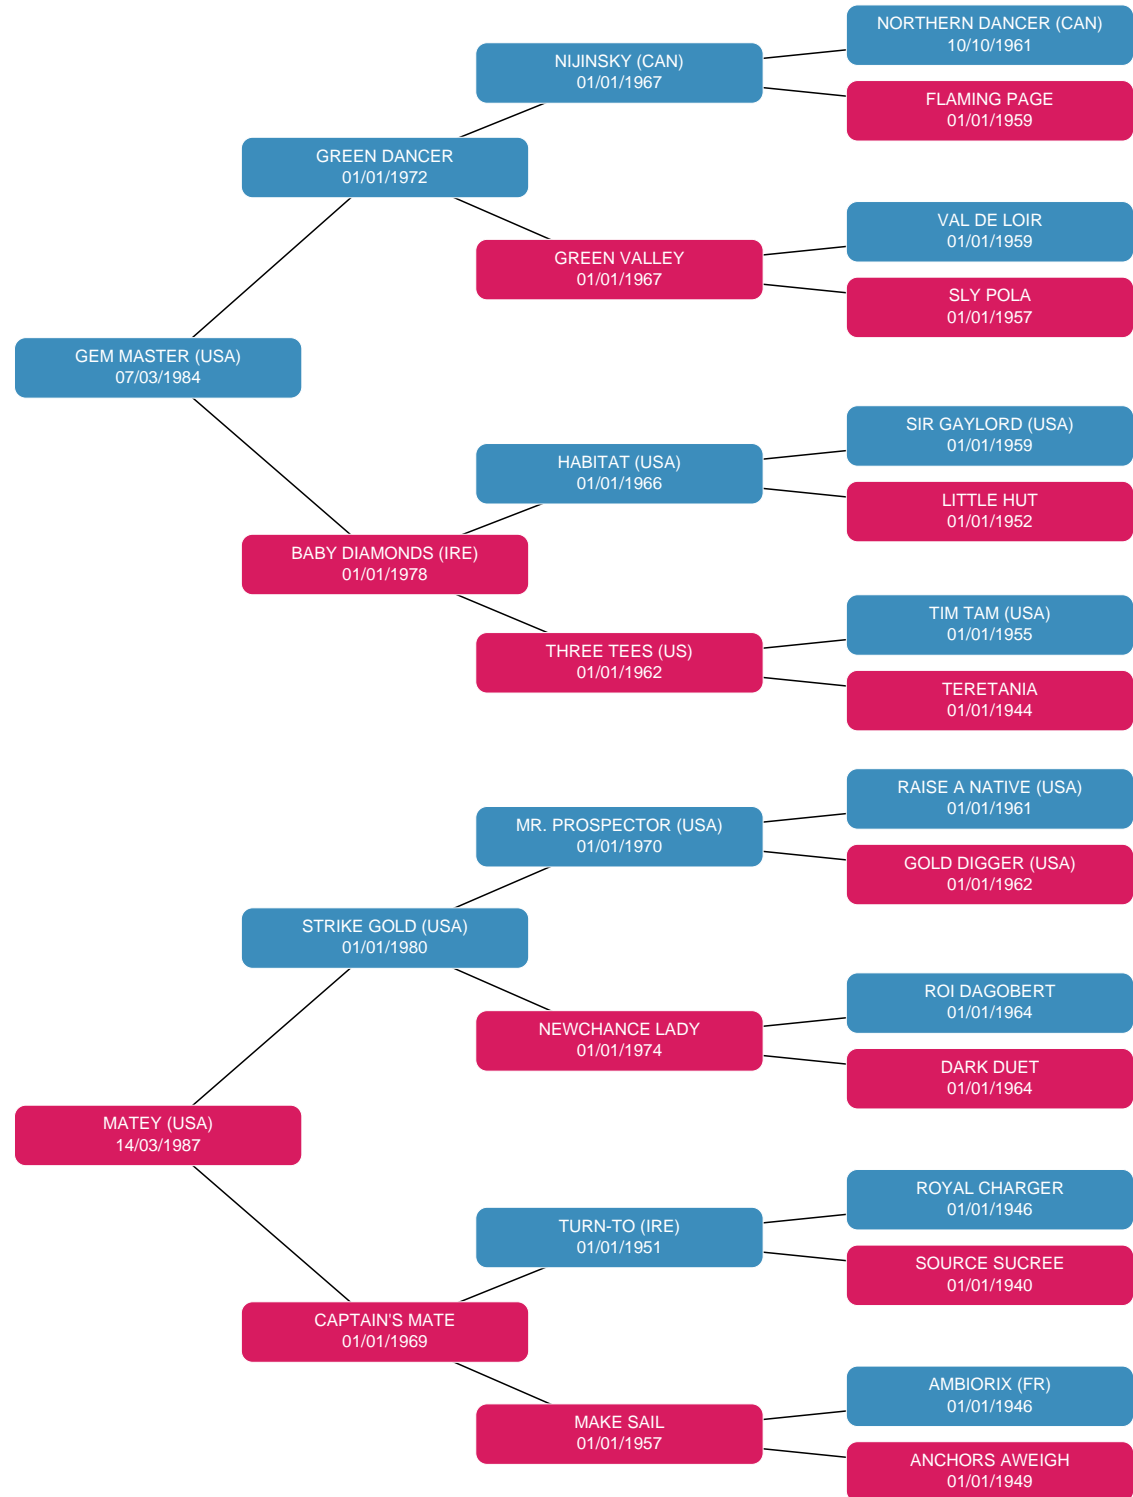 NORTHERN DANCER (CAN)
10/10/1961
NIJINSKY (CAN)
01/01/1967
FLAMING PAGE
01/01/1959
GREEN DANCER
01/01/1972
VAL DE LOIR
01/01/1959
GREEN VALLEY
01/01/1967
SLY POLA
01/01/1957
GEM MASTER (USA)
07/03/1984
SIR GAYLORD (USA)
01/01/1959
HABITAT (USA)
01/01/1966
LITTLE HUT
01/01/1952
BABY DIAMONDS (IRE)
01/01/1978
TIM TAM (USA)
01/01/1955
THREE TEES (US)
01/01/1962
TERETANIA
01/01/1944
RAISE A NATIVE (USA)
01/01/1961
MR. PROSPECTOR (USA)
01/01/1970
GOLD DIGGER (USA)
01/01/1962
STRIKE GOLD (USA)
01/01/1980
ROI DAGOBERT
01/01/1964
NEWCHANCE LADY
01/01/1974
DARK DUET
01/01/1964
MATEY (USA)
14/03/1987
ROYAL CHARGER
01/01/1946
TURN-TO (IRE)
01/01/1951
SOURCE SUCREE
01/01/1940
CAPTAIN'S MATE
01/01/1969
AMBIORIX (FR)
01/01/1946
MAKE SAIL
01/01/1957
ANCHORS AWEIGH
01/01/1949